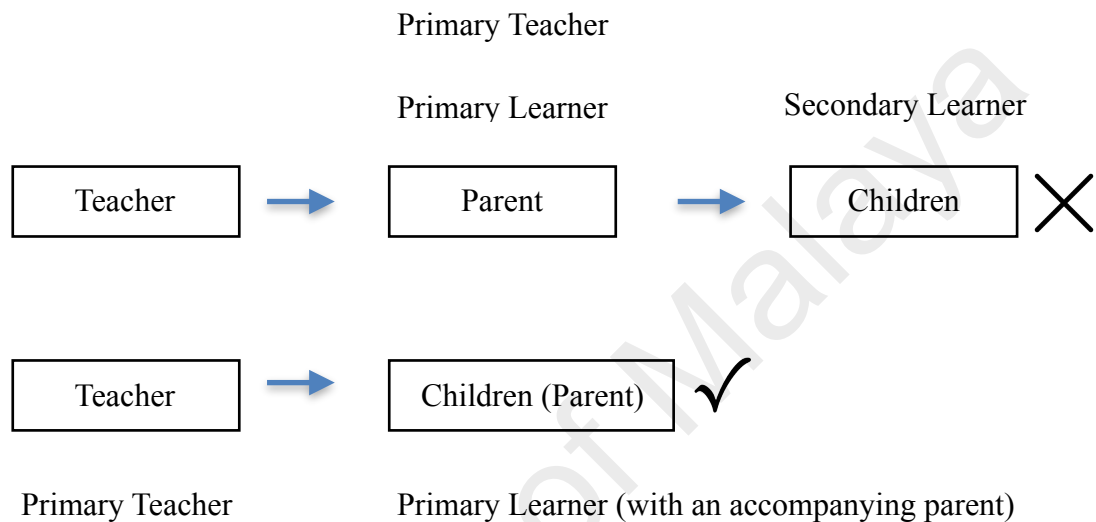 Primary Teacher
Primary Learner Secondary Learner
Teacher Parent Children
Teacher Children (Parent)
Primary Teacher Primary Learner (with an accompanying parent)
of Malaya